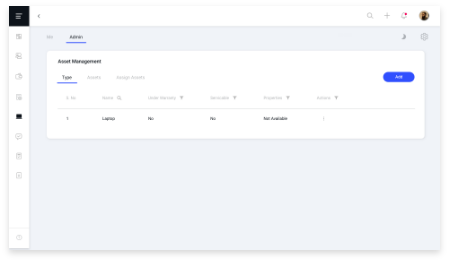 Admin
Asset Management
Type Assets Assign Assets
Add
S. No Name Under Warranty Returnable Properties Actions
1 Laptop No No Not Available